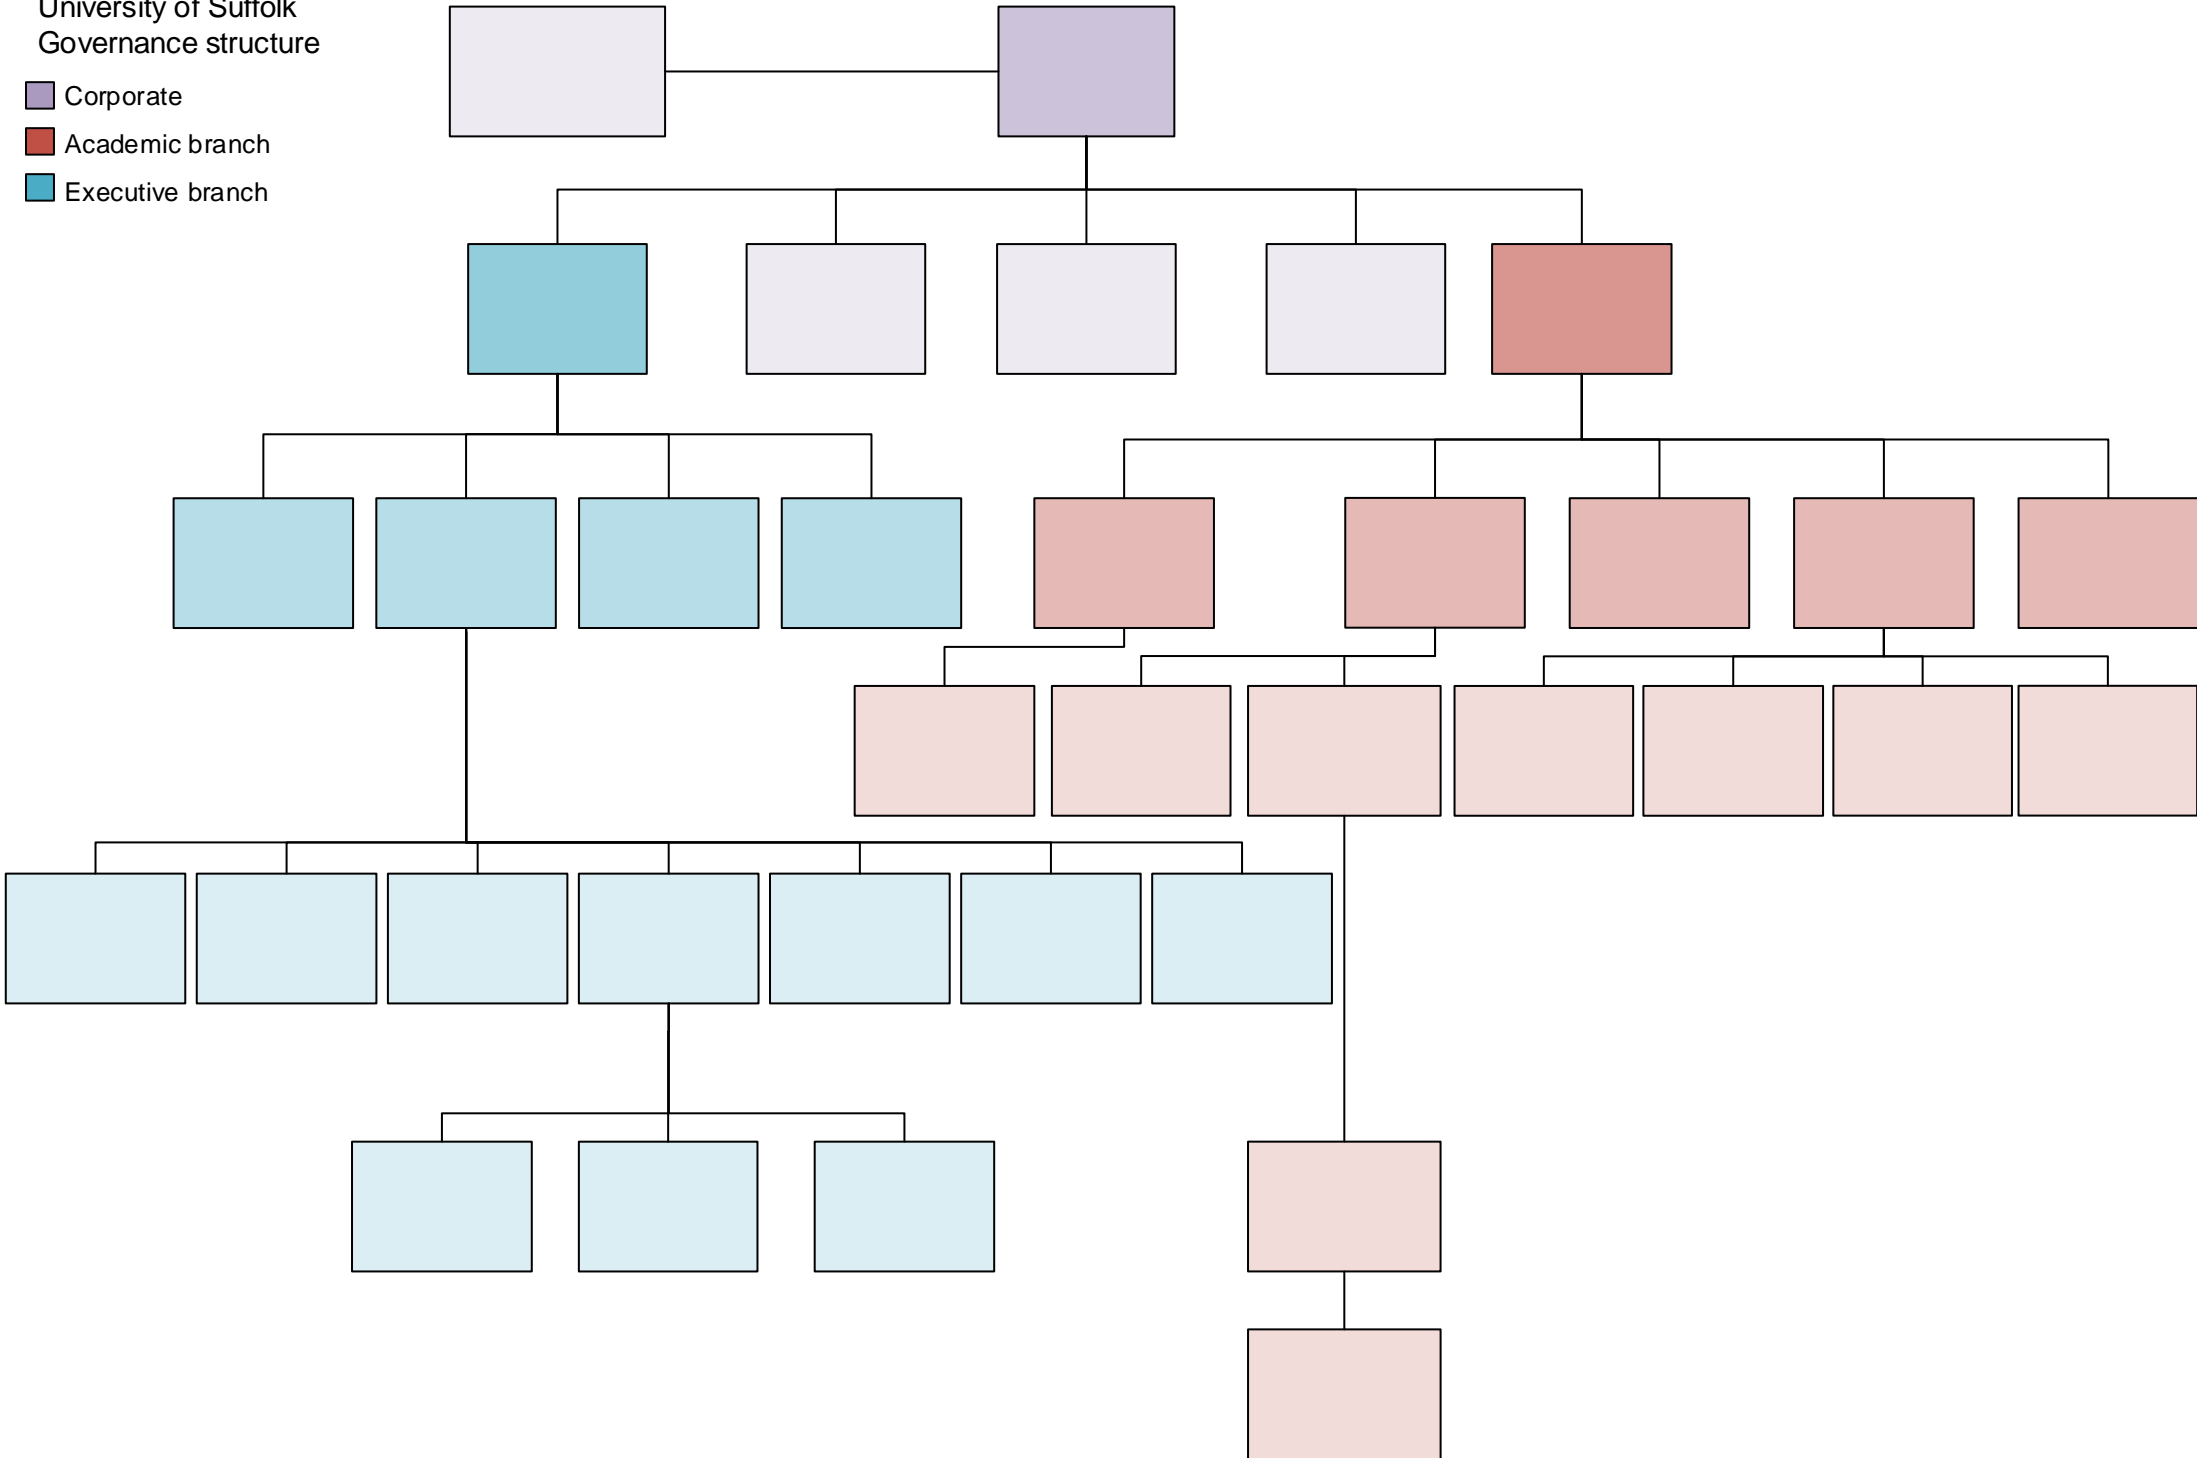 University of Suffolk
Governance structure
Corporate
Academic branch
Executive branch